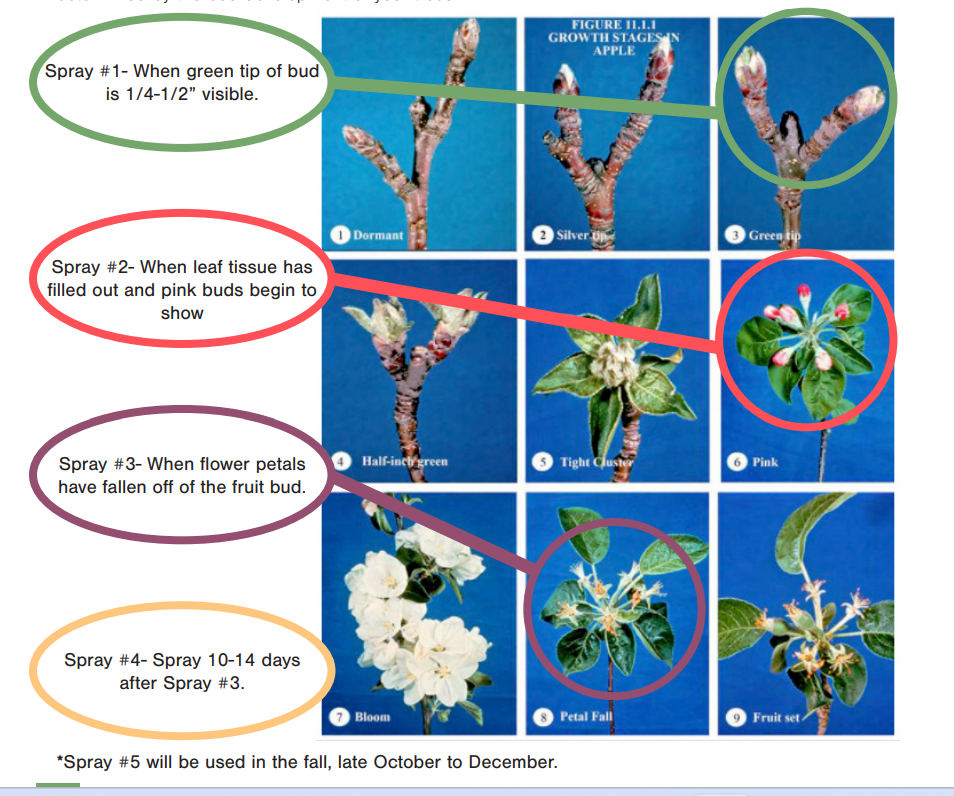 FIGURE 11.1.1
GROWTH STAGES IN
APPLE
Spray #1- When green tip of bud
is 1/4-1/2” visible.
1 Dormant
2 Silver tip
3 Green tip
Spray #2- When leaf tissue has
filled out and pink buds begin to
show
4 Half-inch green
5 Tight Cluster
6 Pink
Spray #3- When flower petals
have fallen off of the fruit bud.
Spray #4- Spray 10-14 days
after Spray #3.
7 Bloom
8 Petal Fall
9 Fruit set
*Spray #5 will be used in the fall, late October to December.